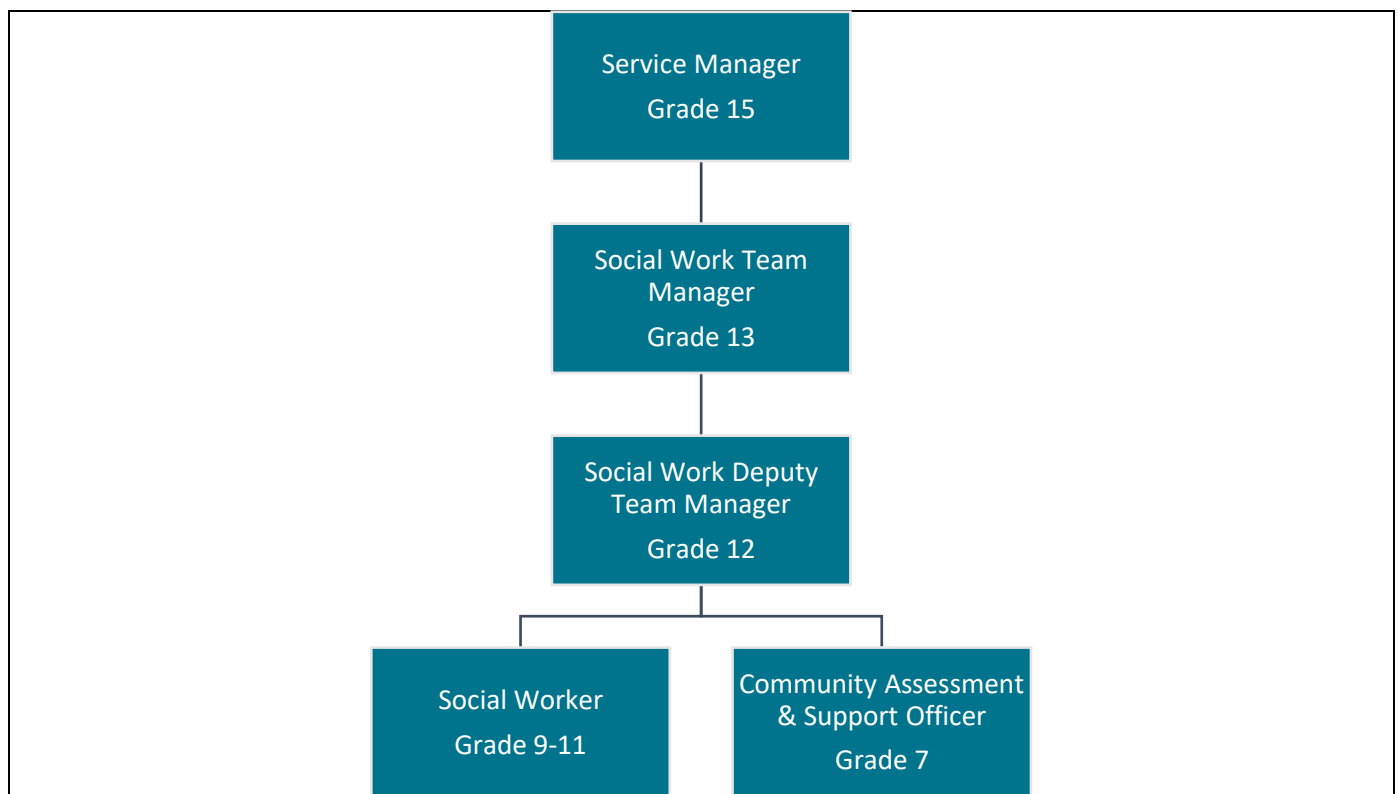 Service Manager
Grade 15
Social Work Team
Manager
Grade 13
Social Work Deputy
Team Manager
Grade 12
Social Worker
Grade 9-11
Community Assessment
& Support Officer
Grade 7